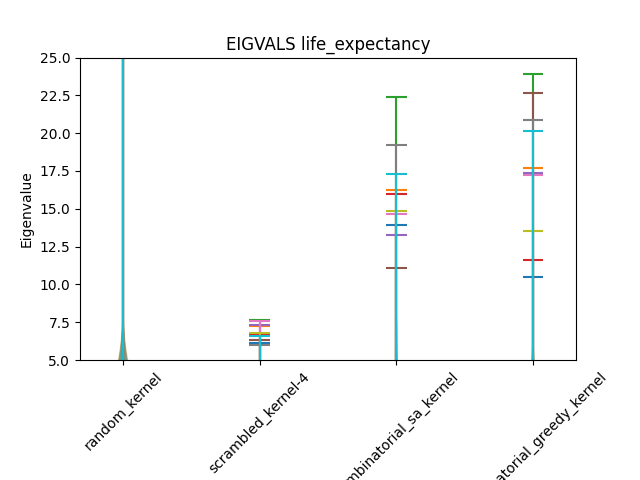 EIGVALS life_expectancy
Eigenvalue
25.0
22.5
20.0
17.5
15.0
12.5
10.0
7.5
5.0
random_kernel
scrambled_kernel-4
mbinatorial_sa_kernel
atorial_greedy_kernel